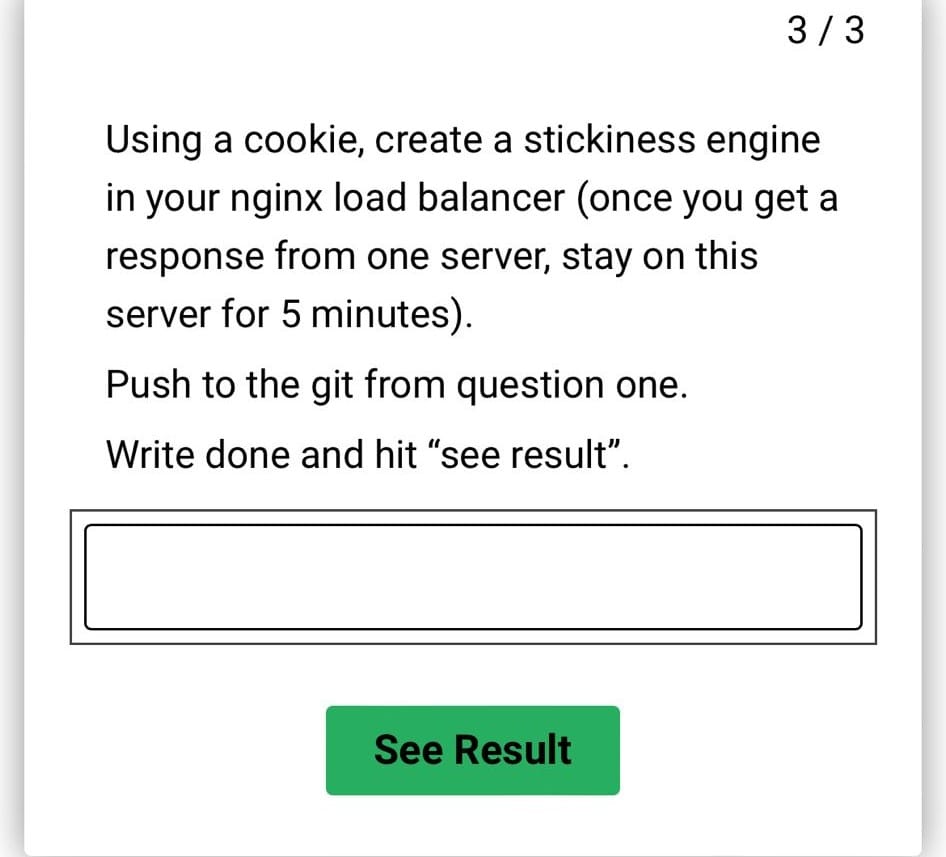 3 / 3
Using a cookie, create a stickiness engine
in your nginx load balancer (once you get a
response from one server, stay on this
server for 5 minutes).
Push to the git from question one.
Write done and hit “see result”.
See Result